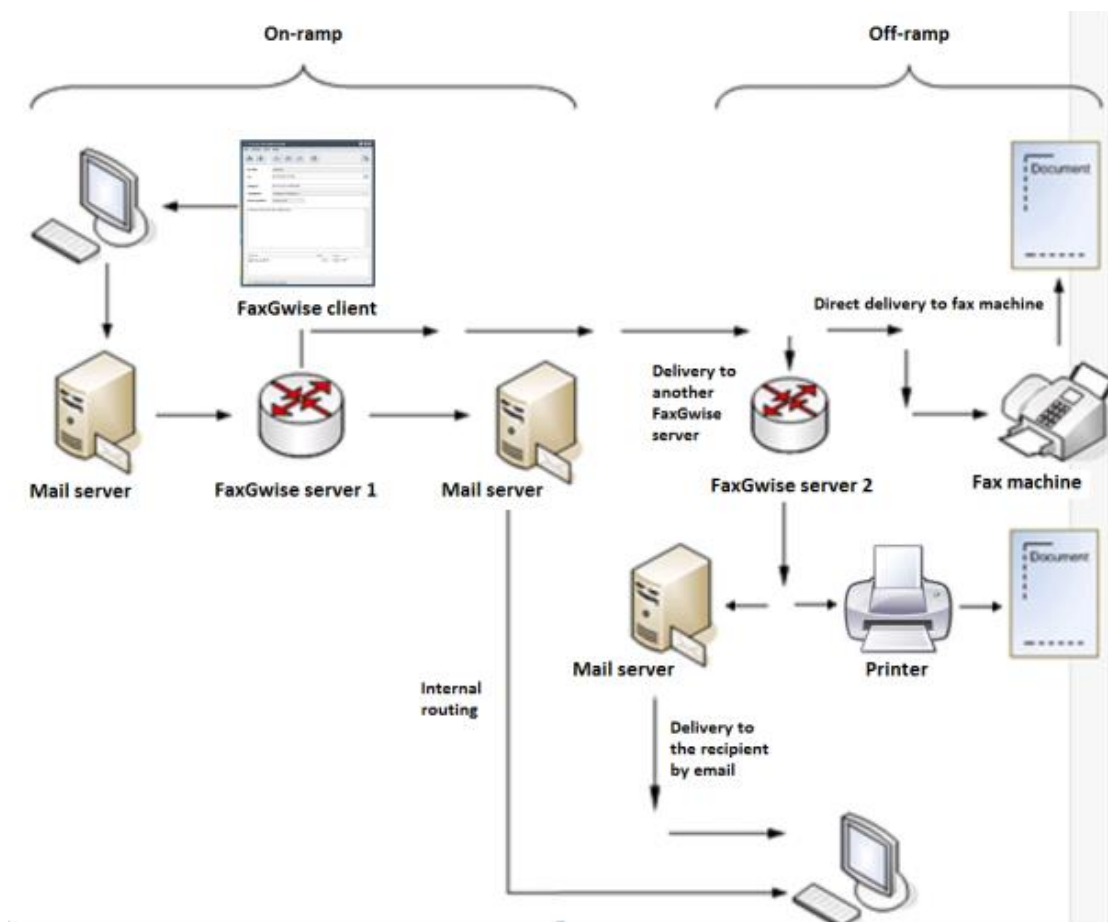 On-ramp
Off-ramp
Document
FaxGwise client
Direct delivery to fax machine
Delivery to
another
FaxGwise
server
Mail server
FaxGwise server 1
Mail server
FaxGwise server 2
Fax machine
Document
Mail server
Printer
Internal
routing
Delivery to
the recipient
by email